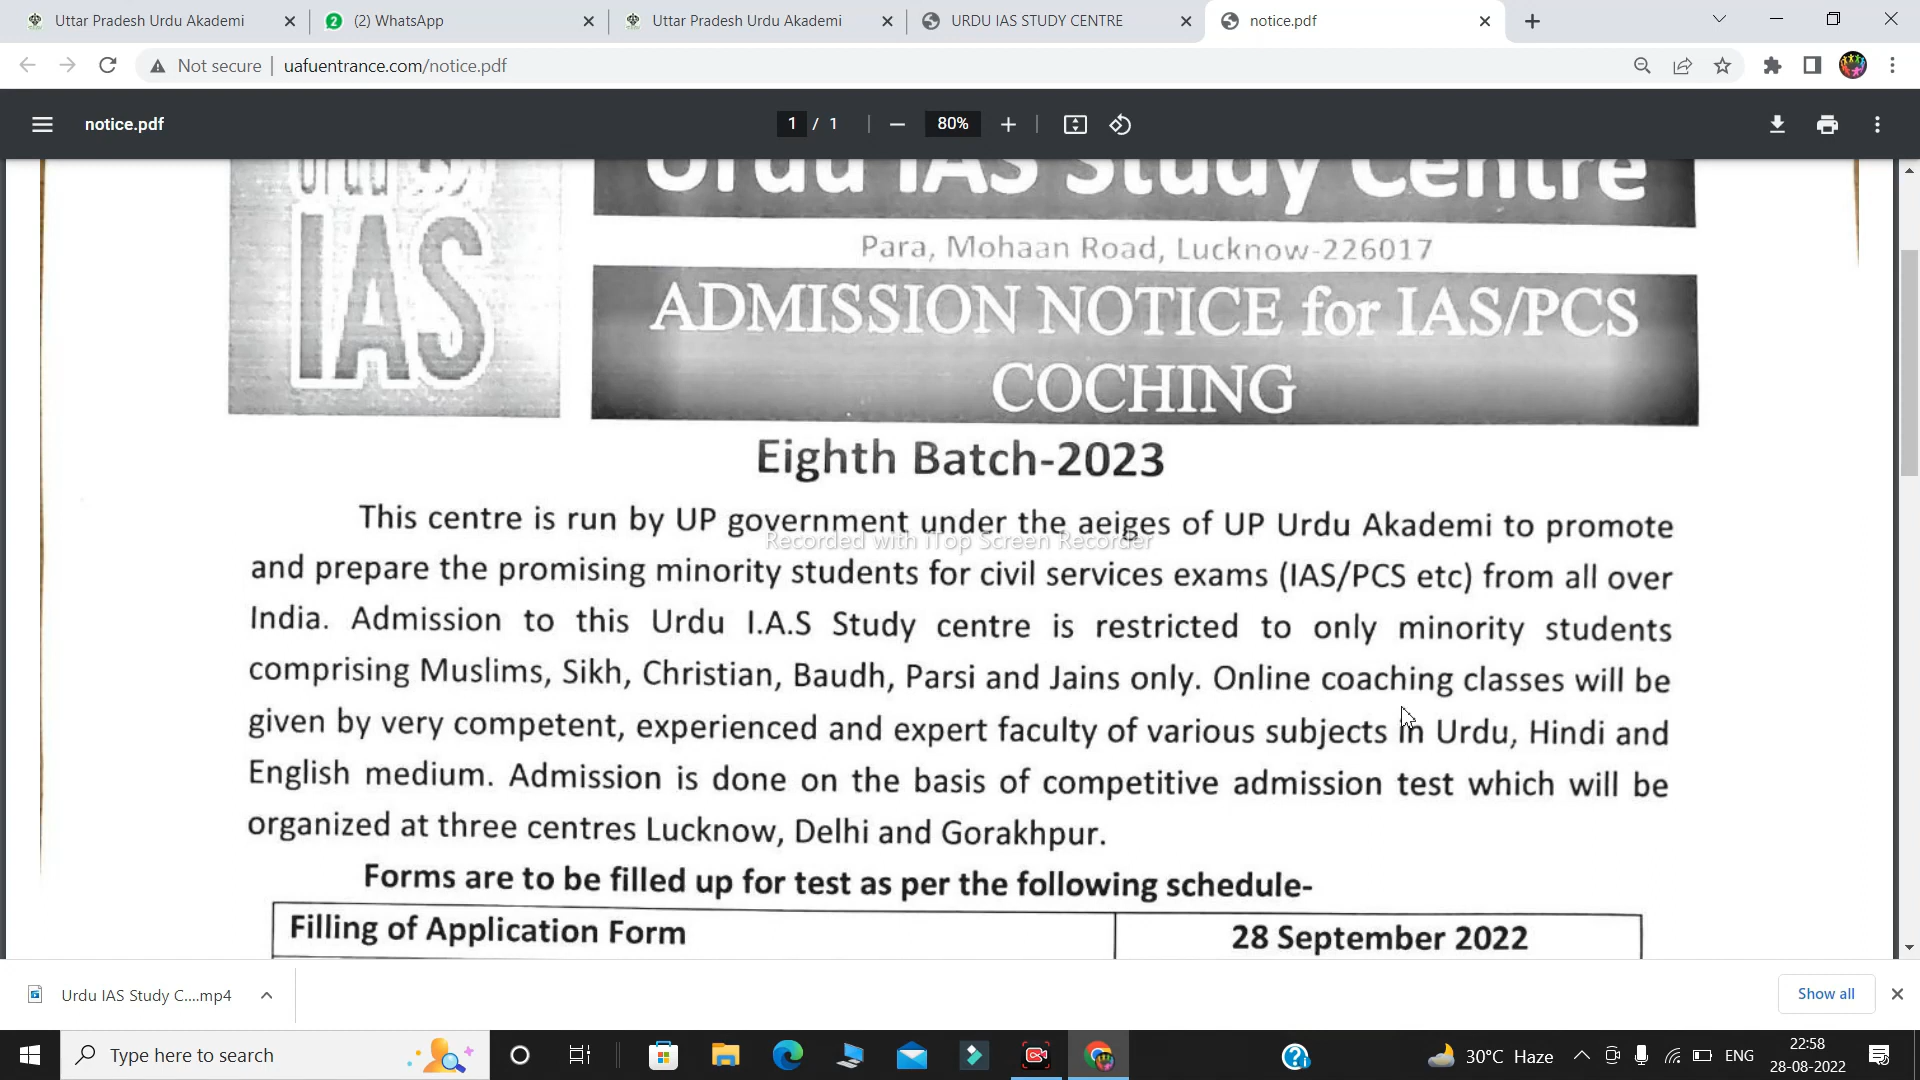 Uttar Pradesh Urdu Akademi
(2) WhatsApp
Uttar Pradesh Urdu Akademi
URDU IAS STUDY CENTRE
notice.pdf
2
Not secure
uafuentrance.com/notice.pdf
notice.pdf
1 / 1
80%
Urdu IAS Study Centre
IAS
Para, Mohaan Road, Lucknow-226017
ADMISSION NOTICE for IAS/PCS
COCHING
Eighth Batch-2023
This centre is run by UP government under the aeiges of UP Urdu Akademi to promote
Recorded with iTop Screen Recorder
and prepare the promising minority students for civil services exams (IAS/PCS etc) from all over
India. Admission to this Urdu I.A.S Study centre is restricted to only minority students
comprising Muslims, Sikh, Christian, Baudh, Parsi and Jains only. Online coaching classes will be
given by very competent, experienced and expert faculty of various subjects in Urdu, Hindi and
English medium. Admission is done on the basis of competitive admission test which will be
organized at three centres Lucknow, Delhi and Gorakhpur.
Forms are to be filled up for test as per the following schedule-
Filling of Application Form
28 September 2022
Urdu IAS Study C....mp4
Show all
Type here to search
30°C Haze
ENG
22:58
28-08-2022